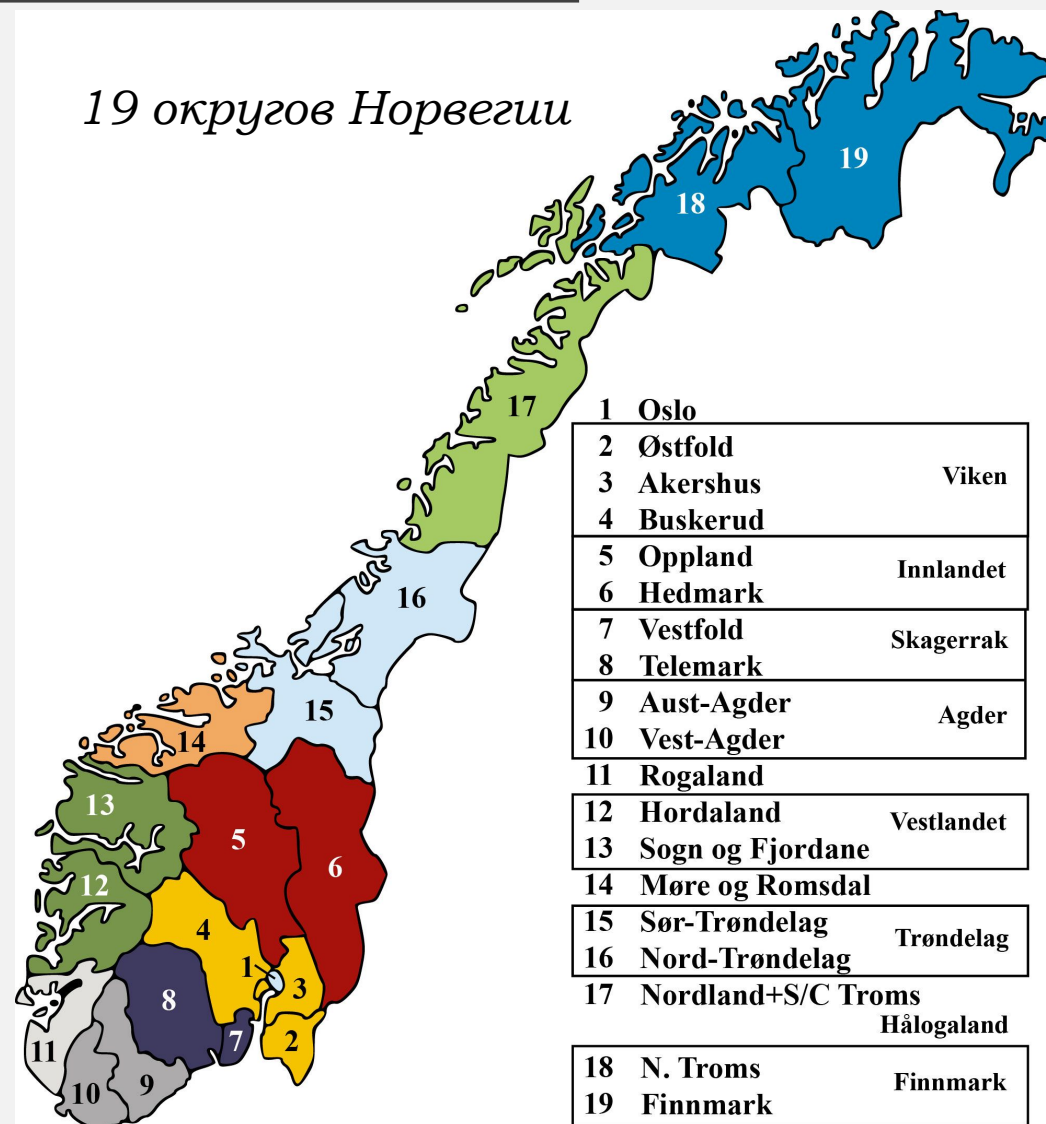 19 округов Норвегии
19
18
17
16
15
14
13
12
5
6
4
1
3
8
7
2
11
10
9
1 Oslo
2 Østfold
3 Akershus
4 Buskerud
Viken
5 Oppland
6 Hedmark
Innlandet
7 Vestfold
8 Telemark
Skagerrak
9 Aust-Agder
10 Vest-Agder
Agder
11 Rogaland
12 Hordaland
13 Sogn og Fjordane
Vestlandet
14 Møre og Romsdal
15 Sør-Trøndelag
16 Nord-Trøndelag
Trøndelag
17 Nordland+S/C Troms
Hålogaland
18 N. Troms
19 Finnmark
Finnmark